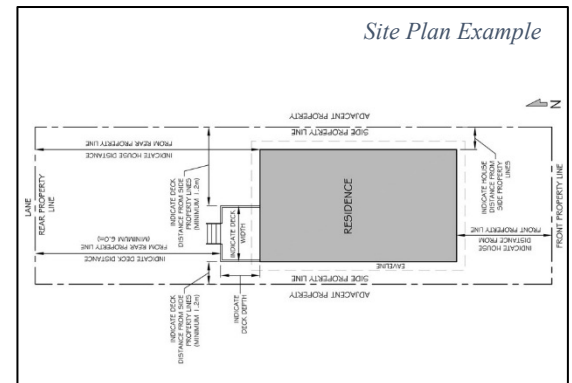 Site Plan Example
N
ADJACENT PROPERTY
SIDE PROPERTY LINE
INDICATE HOUSE DISTANCE
FROM REAR PROPERTY LINE
LANE
REAR PROPERTY
LINE
INDICATE DECK
DISTANCE FROM SIDE
PROPERTY LINES
(MINIMUM 1.2m)
INDICATE DECK
WIDTH
RESIDENCE
INDICATE HOUSE
DISTANCE FROM
SIDE PROPERTY
LINES
INDICATE HOUSE
DISTANCE FROM
FRONT PROPERTY LINE
FRONT PROPERTY LINE
INDICATE DECK DISTANCE
FROM REAR PROPERTY LINE
(MINIMUM 6.0m)
EAVELINE
SIDE PROPERTY LINE
ADJACENT PROPERTY
INDICATE DECK
DISTANCE FROM SIDE
PROPERTY LINES
(MINIMUM 1.2m)
INDICATE
DECK DEPTH